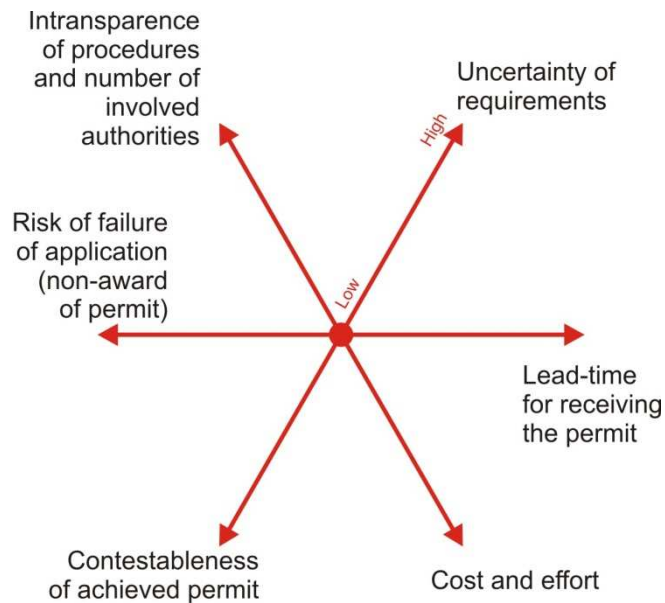 Intransparence
of procedures
and number of
involved
authorities
Uncertainty of
requirements
High
Low
Risk of failure
of application
(non-award
of permit)
Lead-time
for receiving
the permit
Contestableness
of achieved permit
Cost and effort